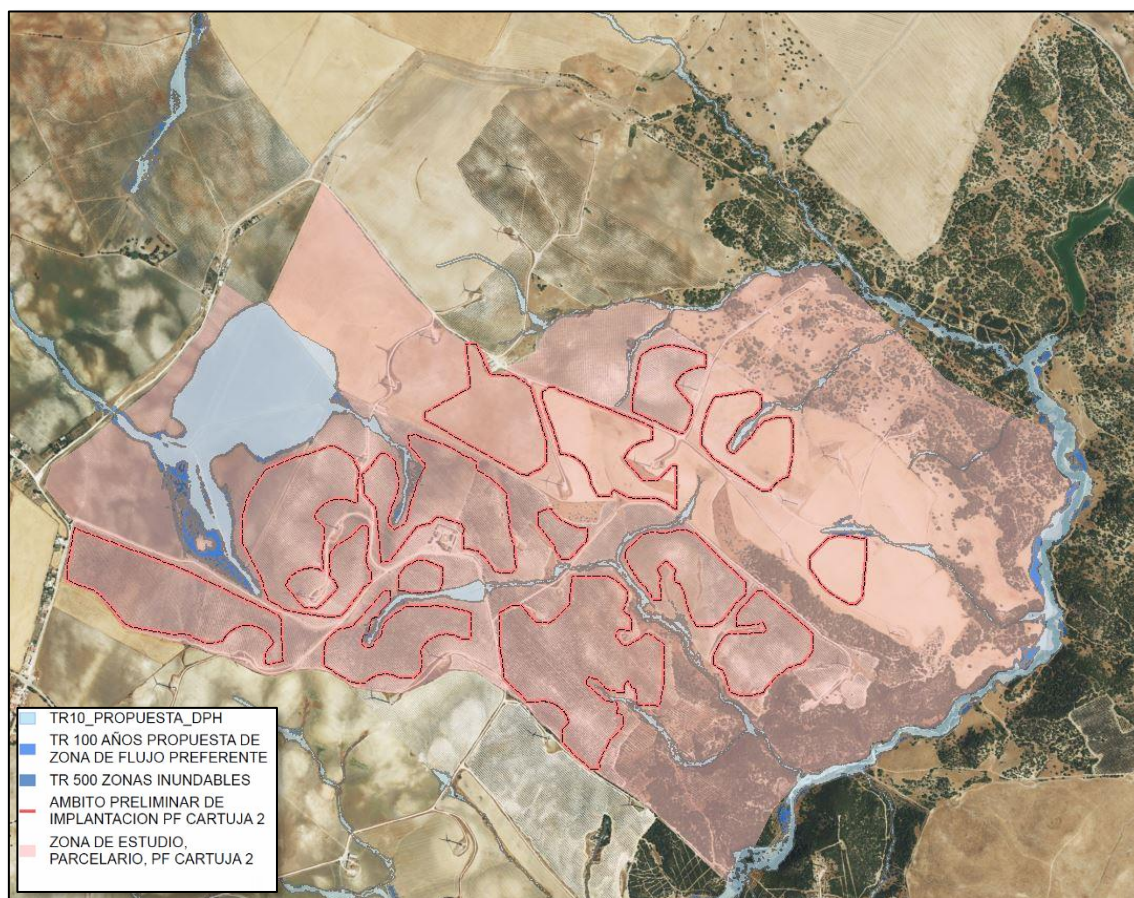 TR10_PROPUESTA_DPH
TR 100 AÑOS PROPUESTA DE
ZONA DE FLUJO PREFERENTE
TR 500 ZONAS INUNDABLES
AMBITO PRELIMINAR DE
IMPLANTACION PF CARTUJA 2
ZONA DE ESTUDIO,
PARCELARIO, PF CARTUJA 2